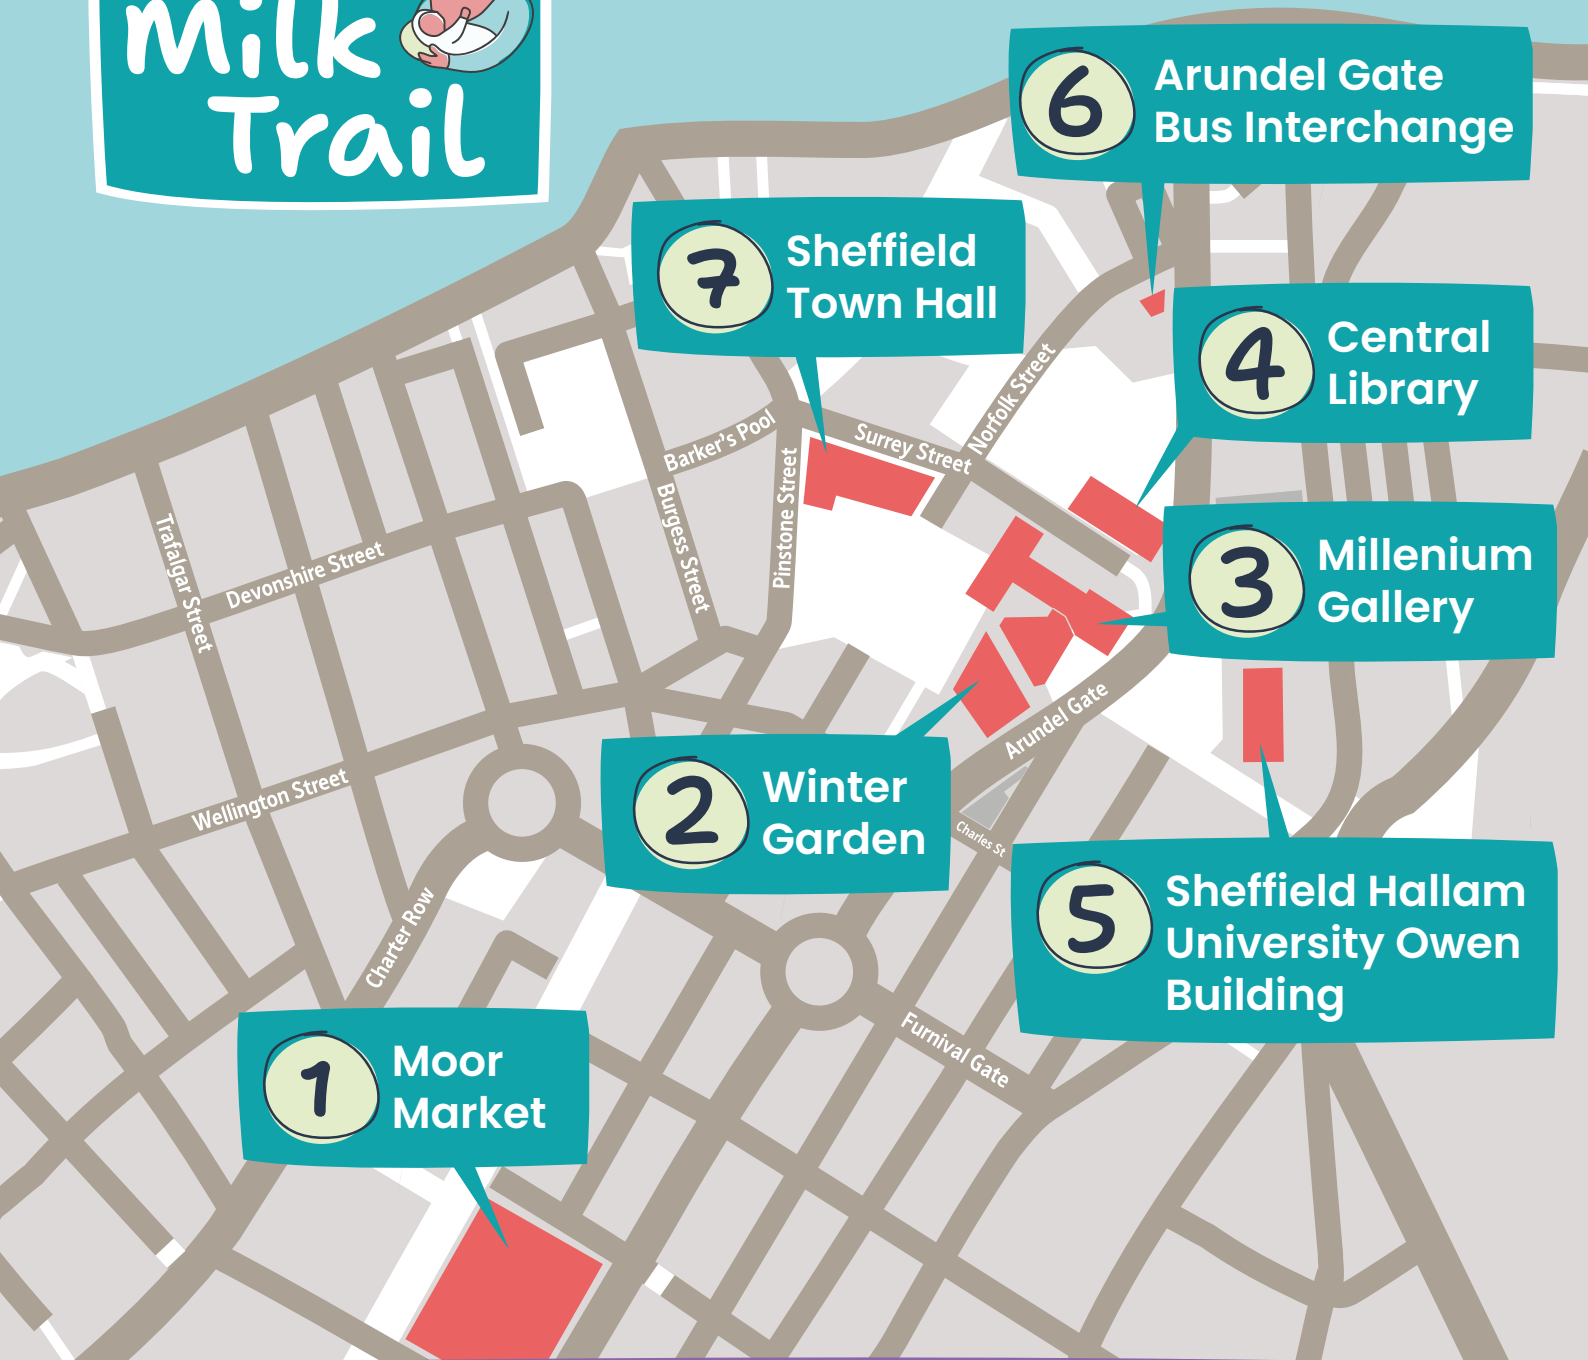 Milk
Trail
6
Arundel Gate
Bus Interchange
7
Sheffield
Town Hall
4
Central
Library
Norfolk Street
Barker's Pool
Surrey Street
Pinstone Street
Burgess Street
Trafalgar Street
Devonshire Street
3
Millenium
Gallery
Arundel Gate
2
Winter
Garden
Wellington Street
Charles St
5
Sheffield Hallam
University Owen
Building
Charter Row
Furnival Gate
1
Moor
Market